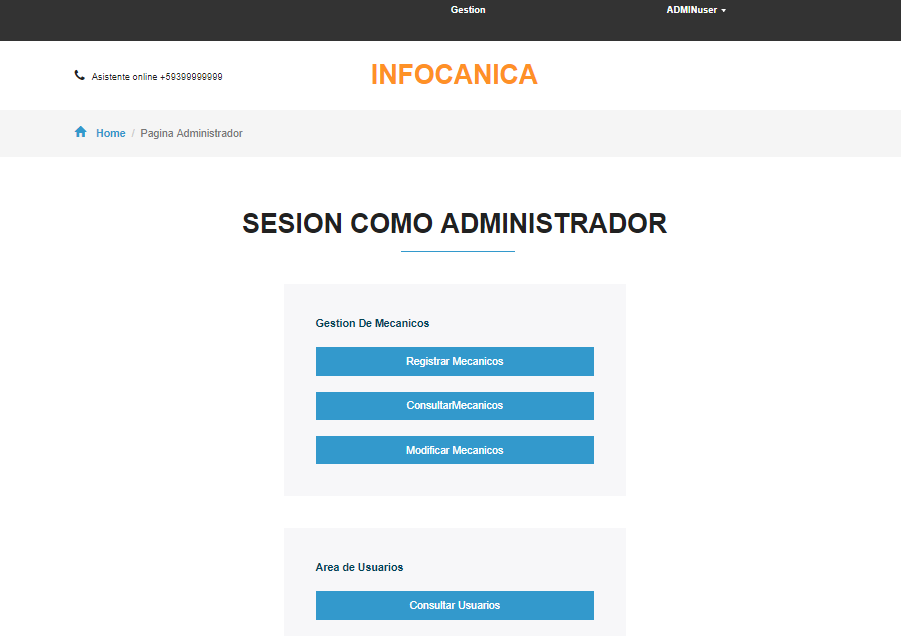 Gestion ADMINuser
Asistente online +59399999999
INFOCANICA
Home / Pagina Administrador
SESION COMO ADMINISTRADOR
Gestion De Mecanicos
Registrar Mecanicos
ConsultarMecanicos
Modificar Mecanicos
Area de Usuarios
Consultar Usuarios